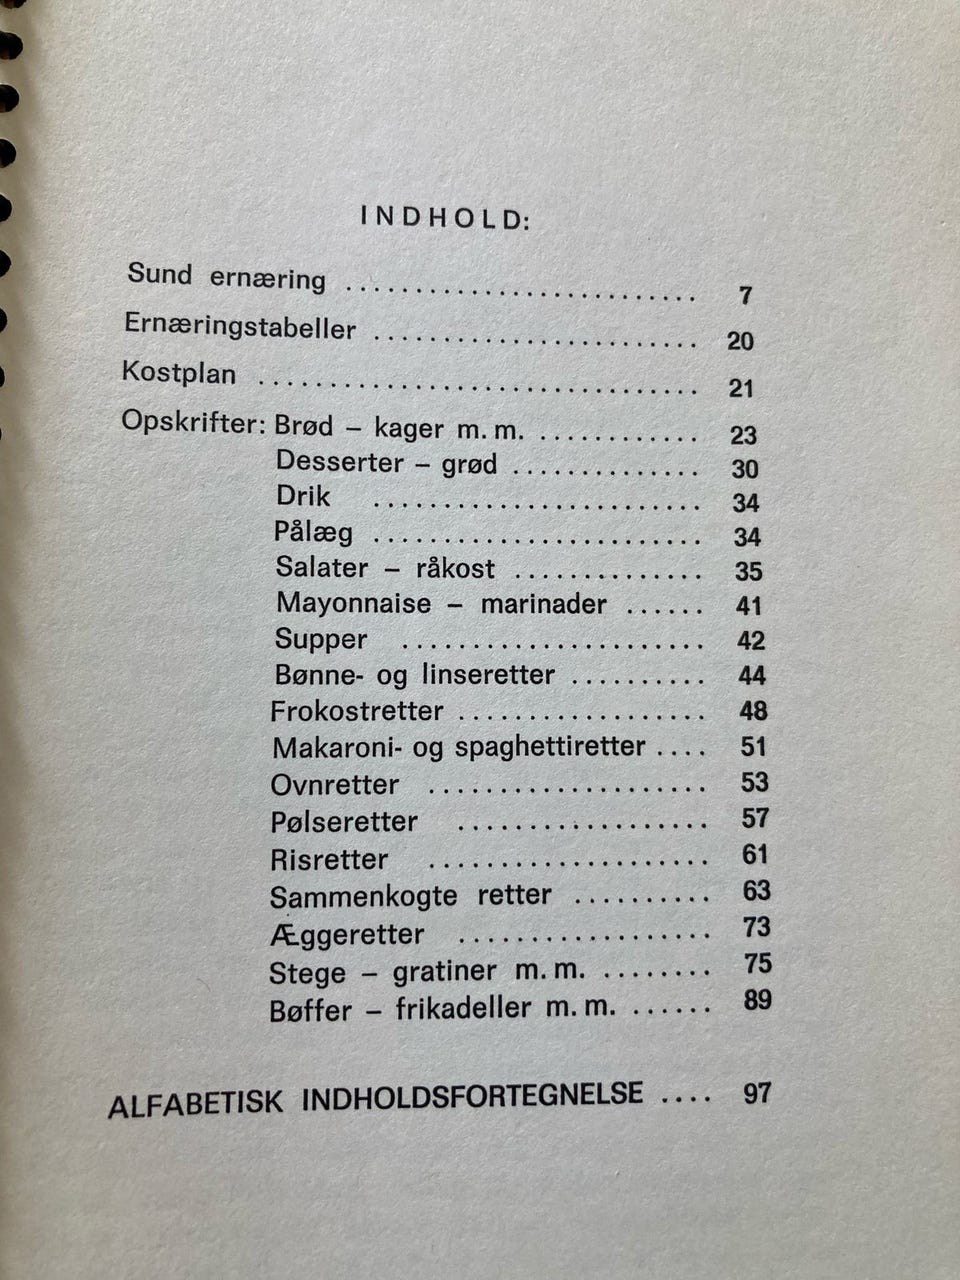 INDHOLD:
Sund ernæring .......................... 7
Ernæringstabeller ........................ 20
Kostplan ................................ 21
Opskrifter: Brød – kager m. m. ............ 23
Desserter – grød .............. 30
Drik ........................ 34
Pålæg ........................ 34
Salater – råkost .............. 35
Mayonnaise – marinader ...... 41
Supper ...................... 42
Bønne- og linseretter .......... 44
Frokostretter .................. 48
Makaroni- og spaghettiretter .... 51
Ovnretter .................... 53
Pølseretter .................. 57
Risretter .................... 61
Sammenkogte retter .......... 63
Æggeretter .................. 73
Stege – gratiner m. m. ........ 75
Bøffer – frikadeller m. m. ...... 89
ALFABETISK INDHOLDSFORTEGNELSE .... 97